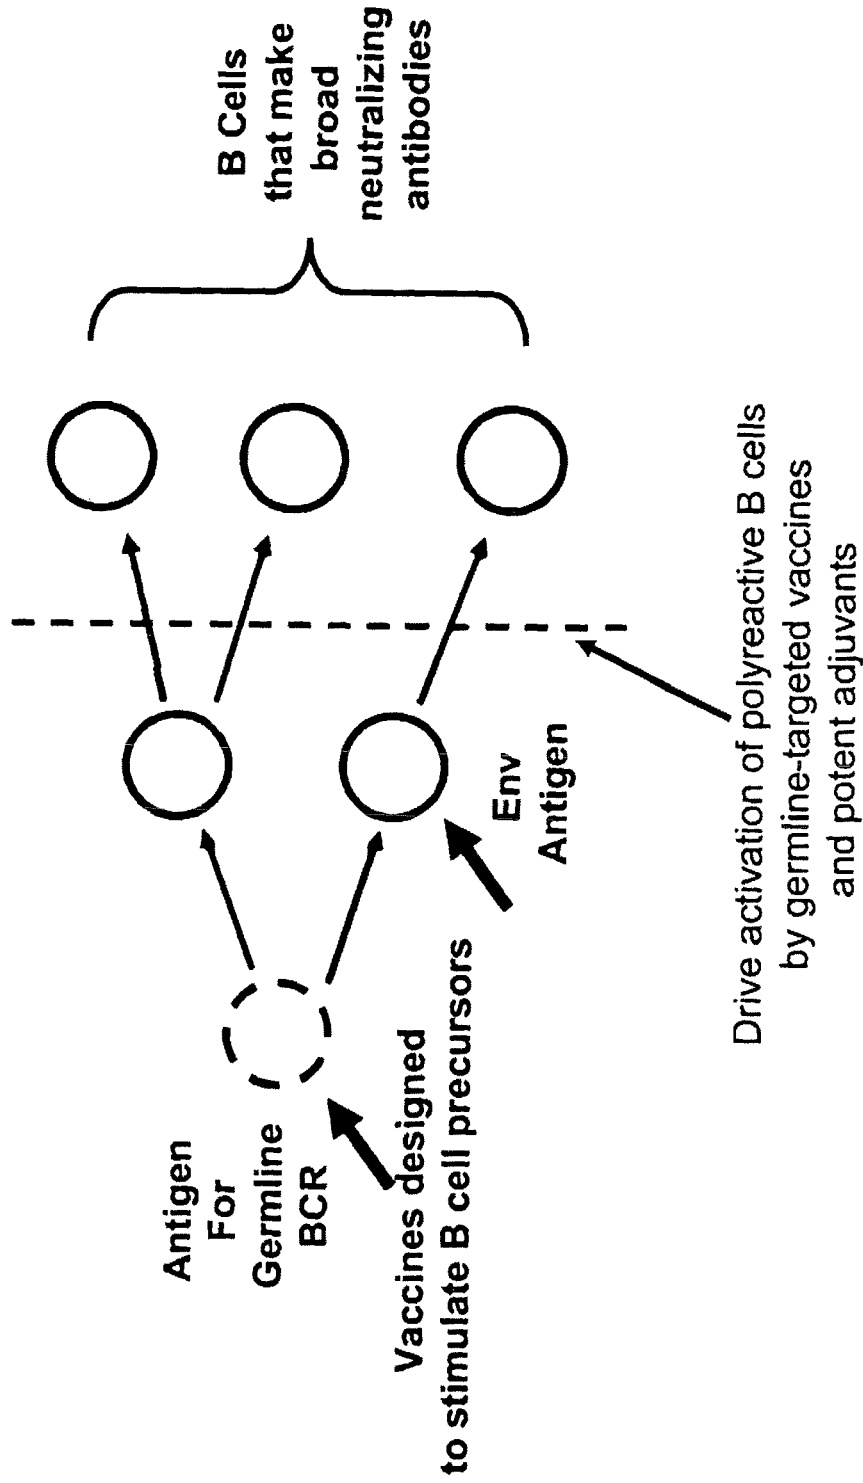 Antigen
For
Germline
BCR
Vaccines designed
to stimulate B cell precursors
Env
Antigen
B Cells
that make
broad
neutralizing
antibodies
Drive activation of polyreactive B cells
by germline-targeted vaccines
and potent adjuvants